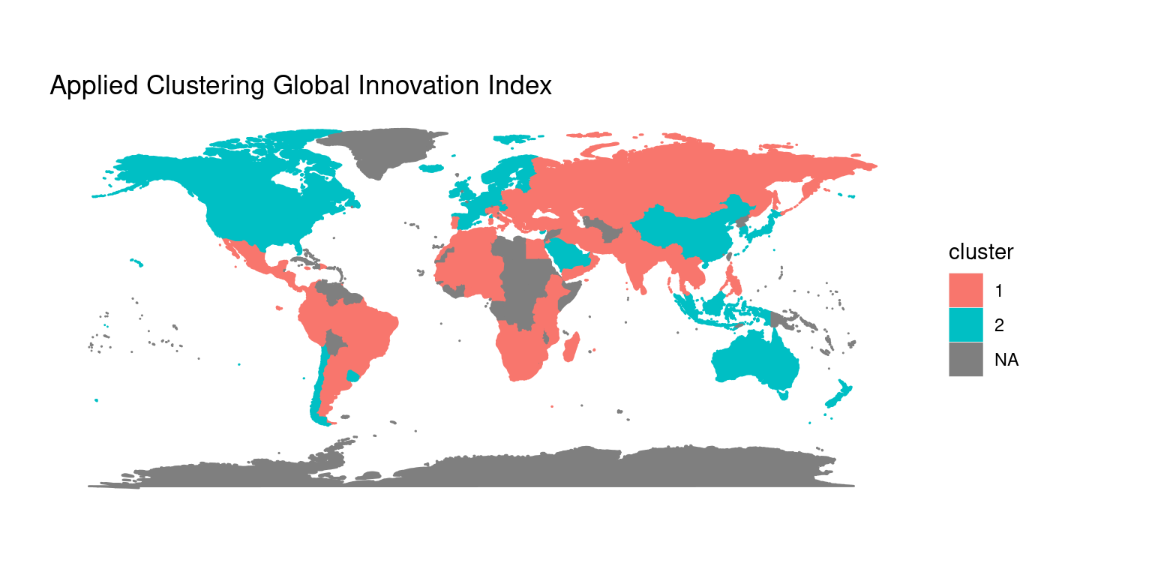 Applied Clustering Global Innovation Index
cluster
1
2
NA